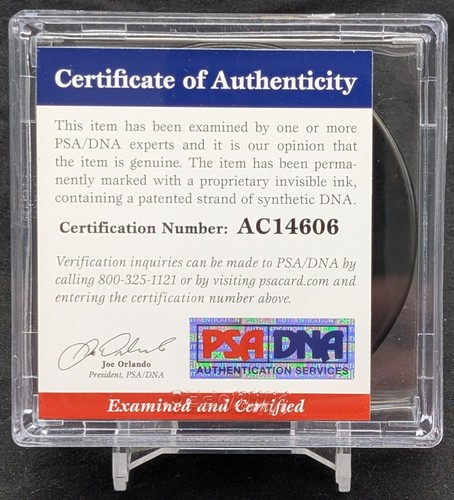 Certificate of Authenticity
This item has been examined by one or more
PSA/DNA experts and it is our opinion that
the item is genuine. The item has been perma-
nently marked with a proprietary invisible ink,
containing a patented strand of synthetic DNA.
Certification Number: AC14606
Verification inquiries can be made to PSA/DNA by
calling 800-325-1121 or by visiting psacard.com and
entering the certification number above.
PSA DNA
AUTHENTICATION SERVICES
Joe Orlando
President, PSA/DNA
Examined and Certified